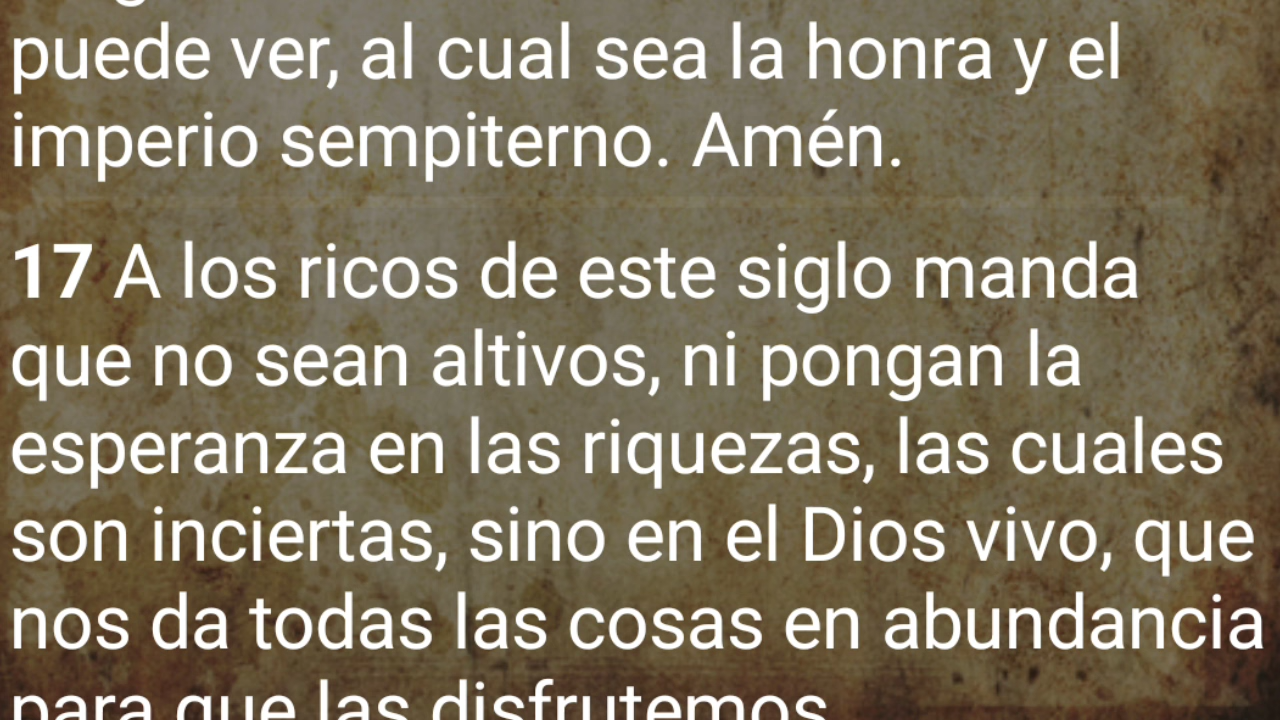 puede ver, al cual sea la honra y el
imperio sempiterno. Amén.
17 A los ricos de este siglo manda
que no sean altivos, ni pongan la
esperanza en las riquezas, las cuales
son inciertas, sino en el Dios vivo, que
nos da todas las cosas en abundancia
para que las disfrutemos